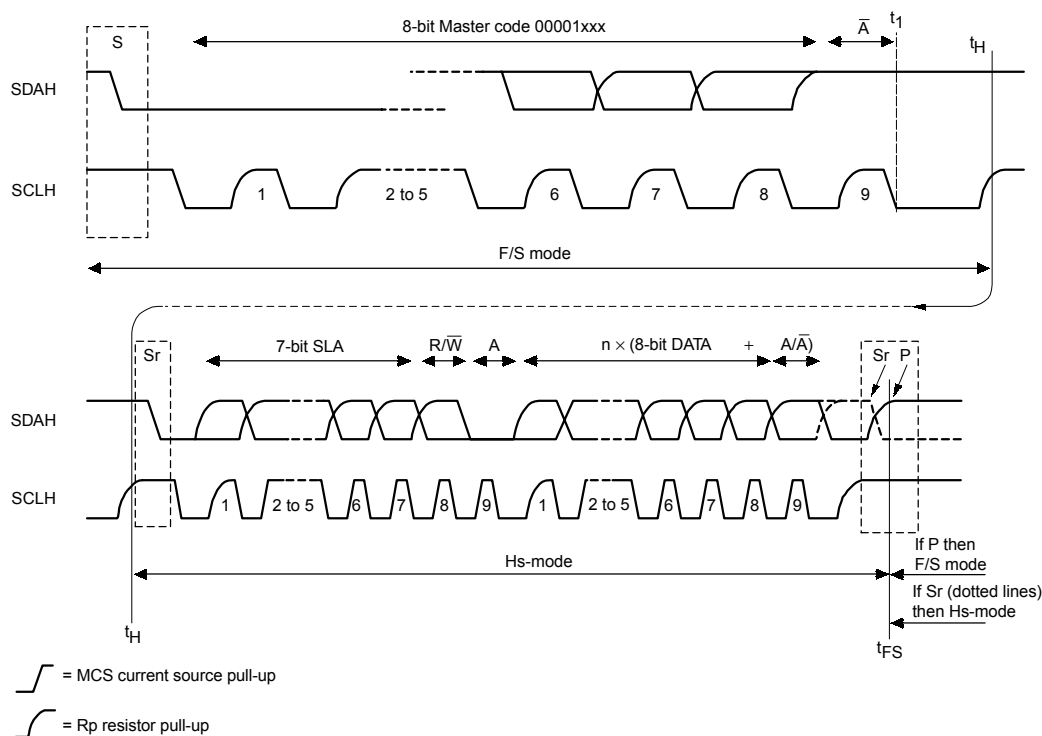 8-bit Master code 00001xxx
S
A̅
t1
tH
SDAH
SCLH
1
2 to 5
6
7
8
9
F/S mode
Sr
7-bit SLA
R/W̅
A
n × (8-bit DATA
+
A/A̅)
Sr
P
SDAH
SCLH
1
2 to 5
6
7
8
9
1
2 to 5
6
7
8
9
Hs-mode
If P then
F/S mode
If Sr (dotted lines)
then Hs-mode
tH
tFS
= MCS current source pull-up
= Rp resistor pull-up